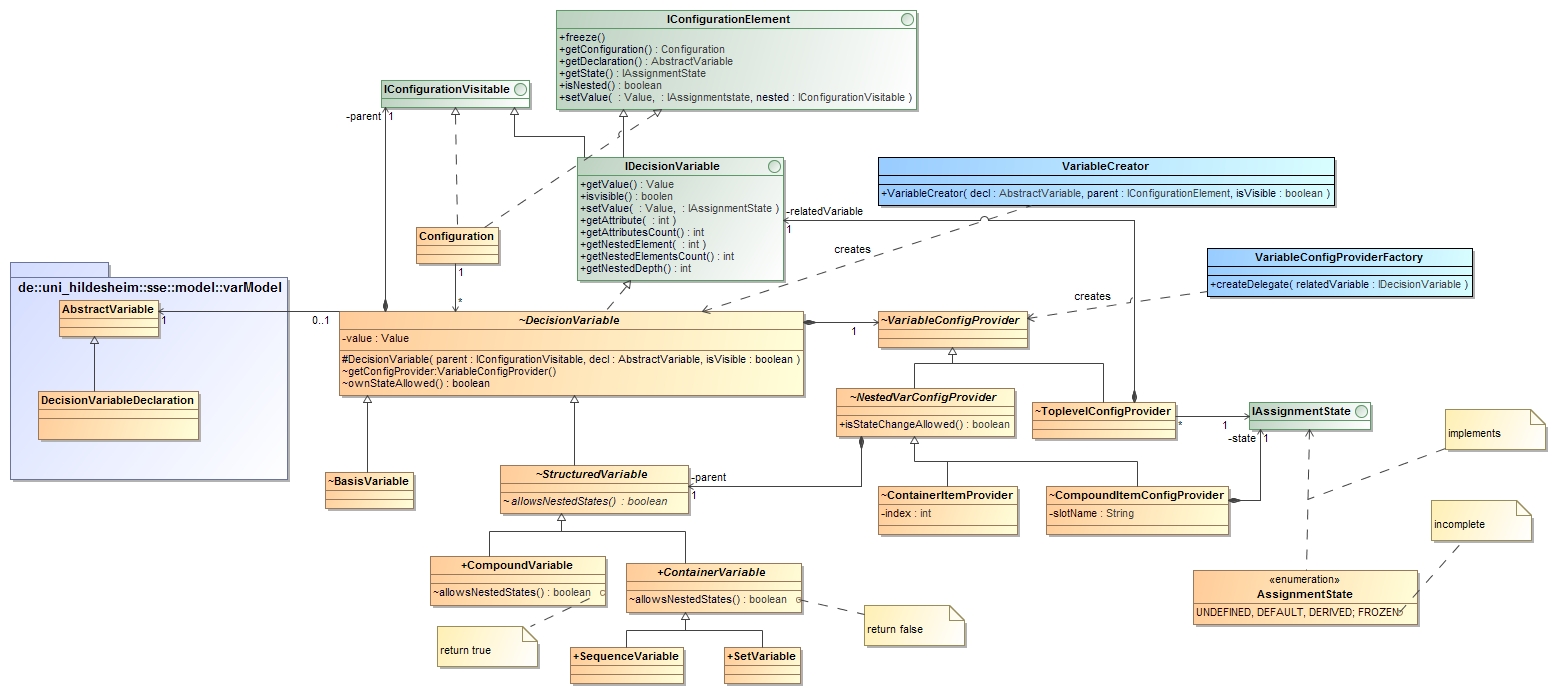 IConfigurationElement
+freeze()
+getConfiguration() : Configuration
+getDeclaration() : AbstractVariable
+getState() : IAssignmentState
+isNested() : boolean
+setValue( : Value, : IAssignmentstate, nested : IConfigurationVisitable )
IConfigurationVisitable
-parent
1
IDecisionVariable
+getValue() : Value
+isvisible() : boolen
+setValue( : Value, : IAssignmentState )
+getAttribute( : int )
+getAttributesCount() : int
+getNestedElement( : int )
+getNestedElementsCount() : int
+getNestedDepth() : int
VariableCreator
+VariableCreator( decl : AbstractVariable, parent : IConfigurationElement, isVisible : boolean )
-relatedVariable
1
Configuration
1
*
creates
VariableConfigProviderFactory
+createDelegate( relatedVariable : IDecisionVariable )
creates
de::uni_hildesheim::sse::model::varModel
AbstractVariable
1
0..1
DecisionVariableDeclaration
~DecisionVariable
-value : Value
#DecisionVariable( parent : IConfigurationVisitable, decl : AbstractVariable, isVisible : boolean )
~getConfigProvider:VariableConfigProvider()
~ownStateAllowed() : boolean
1
~VariableConfigProvider
~NestedVarConfigProvider
+isStateChangeAllowed() : boolean
~ToplevelConfigProvider
*
1
IAssignmentState
-state
1
implements
~BasisVariable
~StructuredVariable
~ allowsNestedStates() : boolean
-parent
1
~ContainerItemProvider
-index : int
~CompoundItemConfigProvider
-slotName : String
incomplete
+CompoundVariable
~allowsNestedStates() : boolean
+ContainerVariable
~allowsNestedStates() : boolean
«enumeration»
AssignmentState
UNDEFINED, DEFAULT, DERIVED; FROZEN
return true
return false
+SequenceVariable
+SetVariable